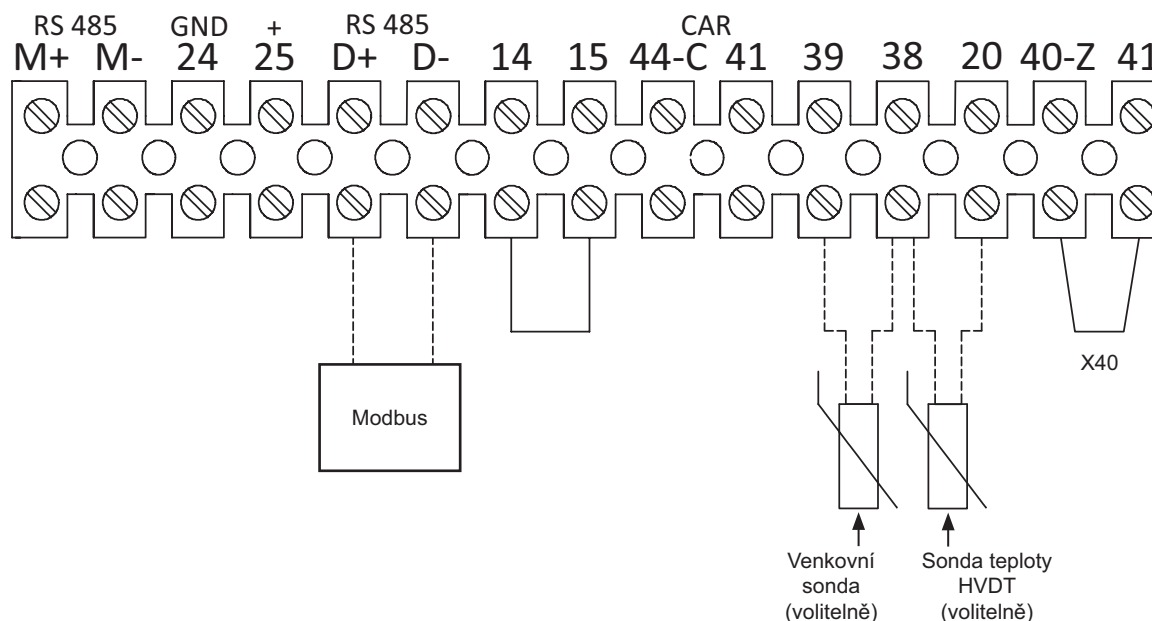 RS 485 GND + RS 485 CAR
M+ M- 24 25 D+ D- 14 15 44-C 41 39 38 20 40-Z 41
X40
Modbus
Venkovní
sonda
(volitelně)
Sonda teploty
HVDT
(volitelně)